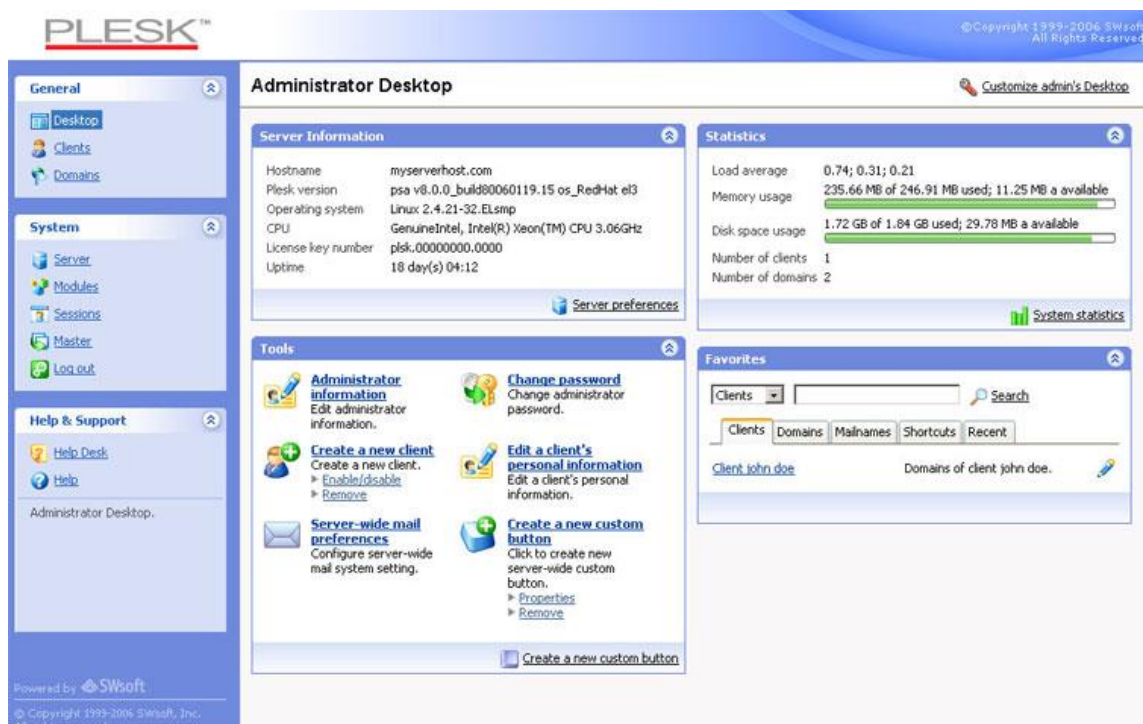 PLESK™
©Copyright 1999-2006 SWsoft
All Rights Reserved
General
Desktop
Clients
Domains
System
Server
Modules
Sessions
Master
Log out
Help & Support
Help Desk
Help
Administrator Desktop.
Powered by SWsoft
© Copyright 1999-2006 SWsoft, Inc.
Administrator Desktop
Customize admin's Desktop
Server Information
Hostname myserverhost.com
Plesk version psa v8.0.0_build80060119.15 os_RedHat el3
Operating system Linux 2.4.21-32.ELsmp
CPU GenuineIntel, Intel(R) Xeon(TM) CPU 3.06GHz
License key number plsk.00000000.0000
Uptime 18 day(s) 04:12
Server preferences
Tools
Administrator
information
Edit administrator
information.
Change password
Change administrator
password.
Create a new client
Create a new client.
Enable/disable
Remove
Edit a client's
personal information
Edit a client's personal
information.
Server-wide mail
preferences
Configure server-wide
mail system setting.
Create a new custom
button
Click to create new
server-wide custom
button.
Properties
Remove
Create a new custom button
Statistics
Load average 0.74; 0.31; 0.21
Memory usage 235.66 MB of 246.91 MB used; 11.25 MB a available
Disk space usage 1.72 GB of 1.84 GB used; 29.78 MB a available
Number of clients 1
Number of domains 2
System statistics
Favorites
Clients Search
Clients Domains Mailnames Shortcuts Recent
Client john doe Domains of client john doe.